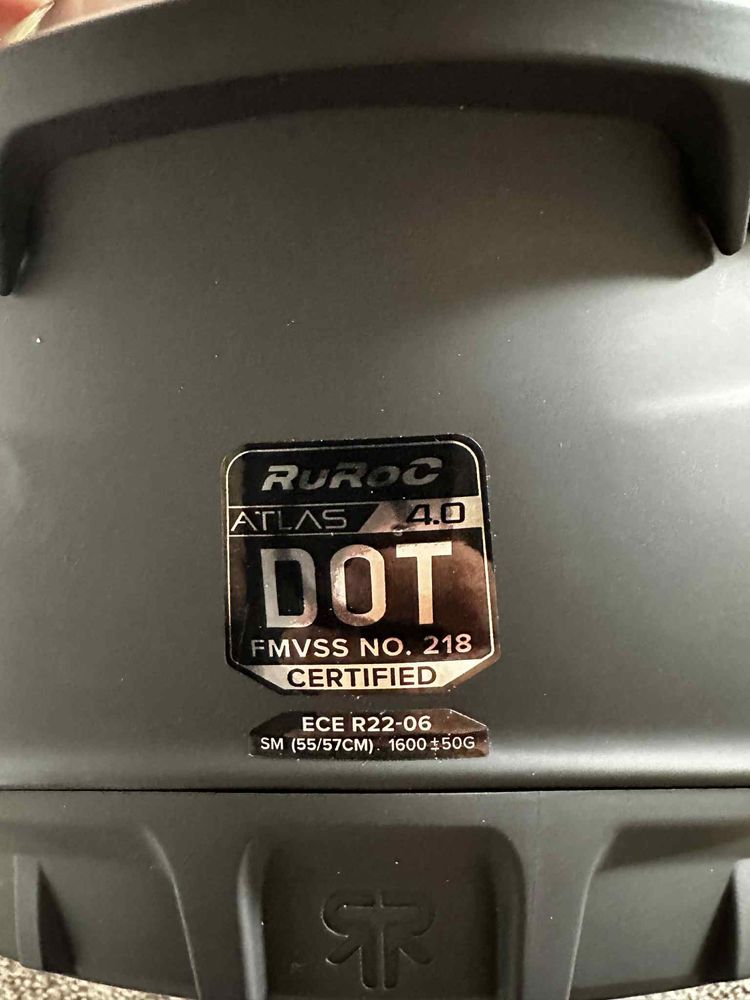 RUROC
ATLAS 4.0
DOT
FMVSS NO. 218
CERTIFIED
ECE R22-06
SM (55/57CM). 1600±50G